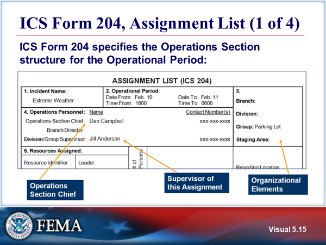 ICS Form 204, Assignment List (1 of 4)
ICS Form 204 specifies the Operations Section
structure for the Operational Period:
ASSIGNMENT LIST (ICS 204)
1. Incident Name:
Extreme Weather
2. Operational Period:
Date From: Feb. 10 Date To: Feb. 11
Time From: 1800 Time To: 0600
3.
Branch:
Division:
Group: Parking Lot
Staging Area:
4. Operations Personnel: Name Contact Number(s)
Operations Section Chief: Dan Campbell xxx-xxx-xxxx
Branch Director:
Division/Group Supervisor: Jill Anderson xxx-xxx-xxxx
5. Resources Assigned:
Resource Identifier Leader # of Persons Reporting Location
Operations
Section Chief
Supervisor of
this Assignment
Organizational
Elements
FEMA
Visual 5.15